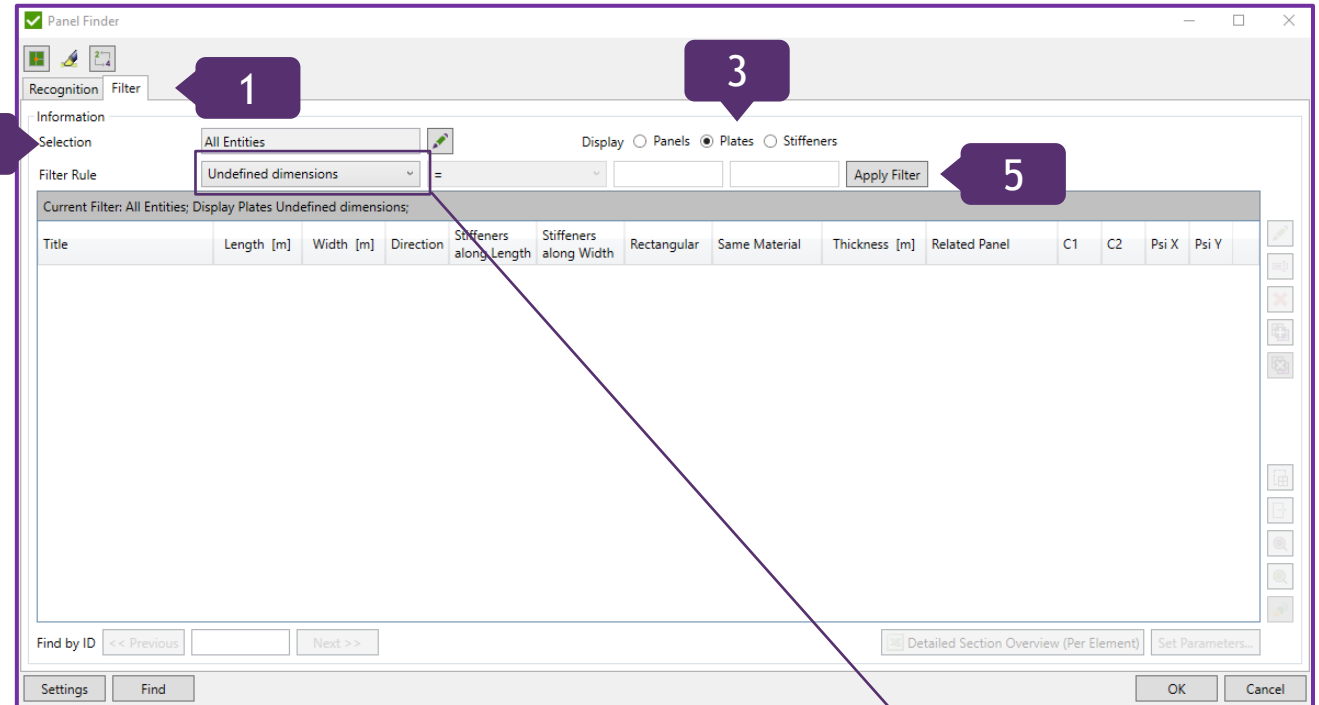 Panel Finder
3
1
Recognition Filter
Information
Selection All Entities Display Panels Plates Stiffeners
Filter Rule Undefined dimensions = Apply Filter 5
Current Filter: All Entities; Display Plates Undefined dimensions;
Title Length [m] Width [m] Direction Stiffeners along Length Stiffeners along Width Rectangular Same Material Thickness [m] Related Panel C1 C2 Psi X Psi Y
Find by ID << Previous Next >> Detailed Section Overview (Per Element) Set Parameters...
Settings Find OK Cancel